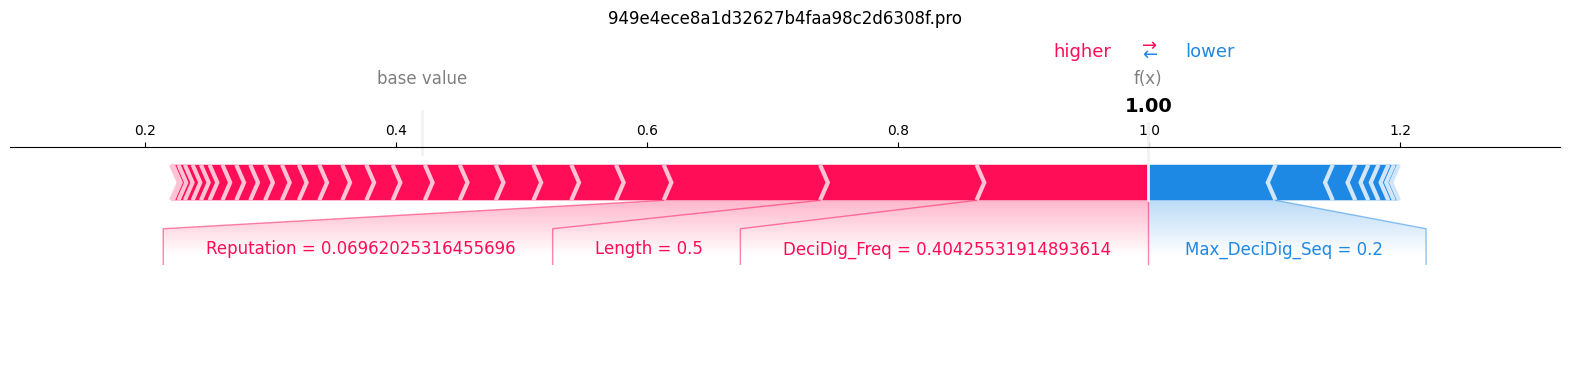 949e4ece8a1d32627b4faa98c2d6308f.pro
higher → ← lower
base value f(x)
1.00
0.2 0.4 0.6 0.8 1.0 1.2
Reputation = 0.06962025316455696 Length = 0.5 DeciDig_Freq = 0.40425531914893614 Max_DeciDig_Seq = 0.2